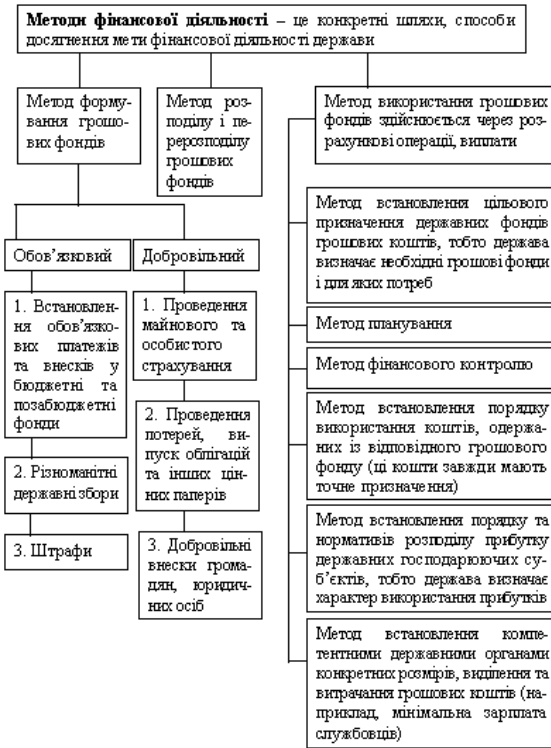 Методи фінансової діяльності – це конкретні шляхи, способи
досягнення мети фінансової діяльності держави
Метод форму-
вання грошо-
вих фондів
Метод роз-
поділу і пе-
рерозподілу
грошових
фондів
Метод використання грошових
фондів здійснюється через роз-
рахункові операції, виплати
Обов’язковий
1. Встановлен-
ня обов’язко-
вих платежів
та внесків у
бюджетні та
позабюджетні
фонди
2. Різноманітні
державні збори
3. Штрафи
Добровільний
1. Проведення
майнового та
особистого
страхування
2. Проведення
лотерей, ви-
пуск облігацій
та інших цін-
них паперів
3. Добровільні
внески грома-
дян, юридич-
них осіб
Метод встановлення цільового
призначення державних фондів
грошових коштів, тобто держава
визначає необхідні грошові фонди
і для яких потреб
Метод планування
Метод фінансового контролю
Метод встановлення порядку
використання коштів, одержа-
них із відповідного грошового
фонду (ці кошти завжди мають
точне призначення)
Метод встановлення порядку та
нормативів розподілу прибутку
державних господарюючих су-
б’єктів, тобто держава визначає
характер використання прибутків
Метод встановлення компе-
тентними державними органами
конкретних розмірів, виділення та
витрачання грошових коштів (на-
приклад, мінімальна зарплата
службовців)